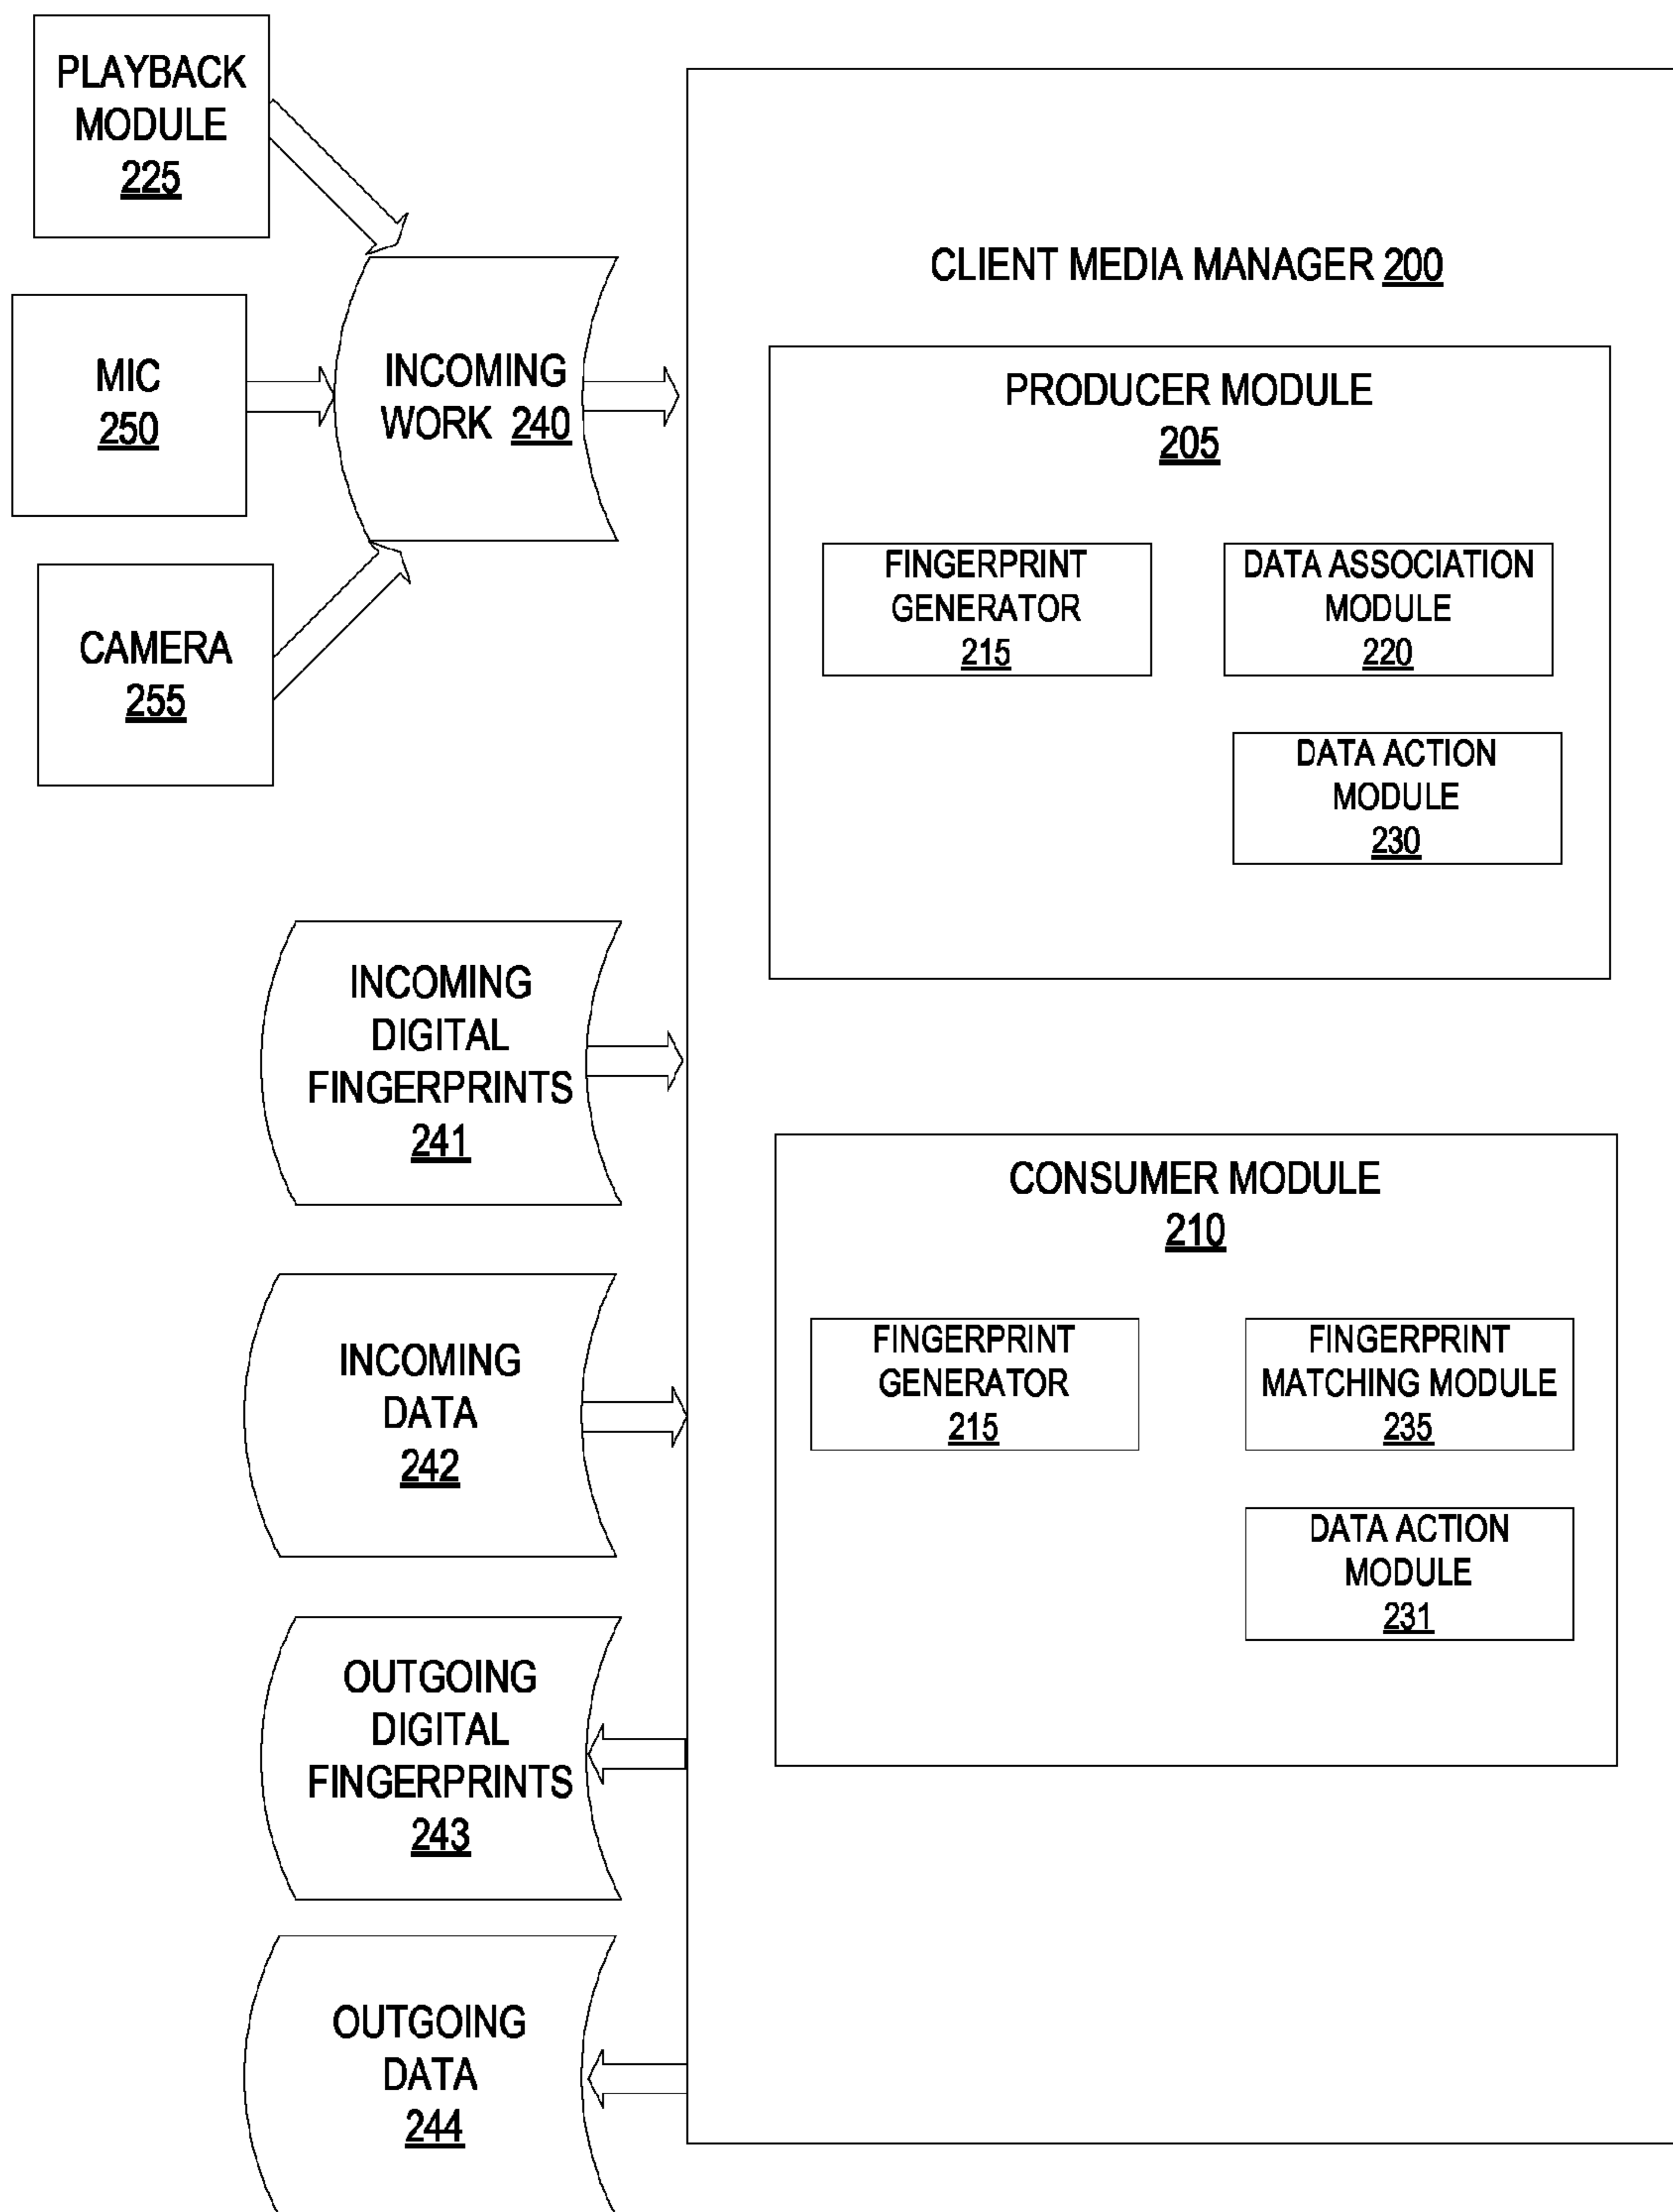 PLAYBACK
MODULE
225
MIC
250
CAMERA
255
INCOMING
WORK 240
INCOMING
DIGITAL
FINGERPRINTS
241
INCOMING
DATA
242
OUTGOING
DIGITAL
FINGERPRINTS
243
OUTGOING
DATA
244
CLIENT MEDIA MANAGER 200
PRODUCER MODULE
205
FINGERPRINT
GENERATOR
215
DATA ASSOCIATION
MODULE
220
DATA ACTION
MODULE
230
CONSUMER MODULE
210
FINGERPRINT
GENERATOR
215
FINGERPRINT
MATCHING MODULE
235
DATA ACTION
MODULE
231